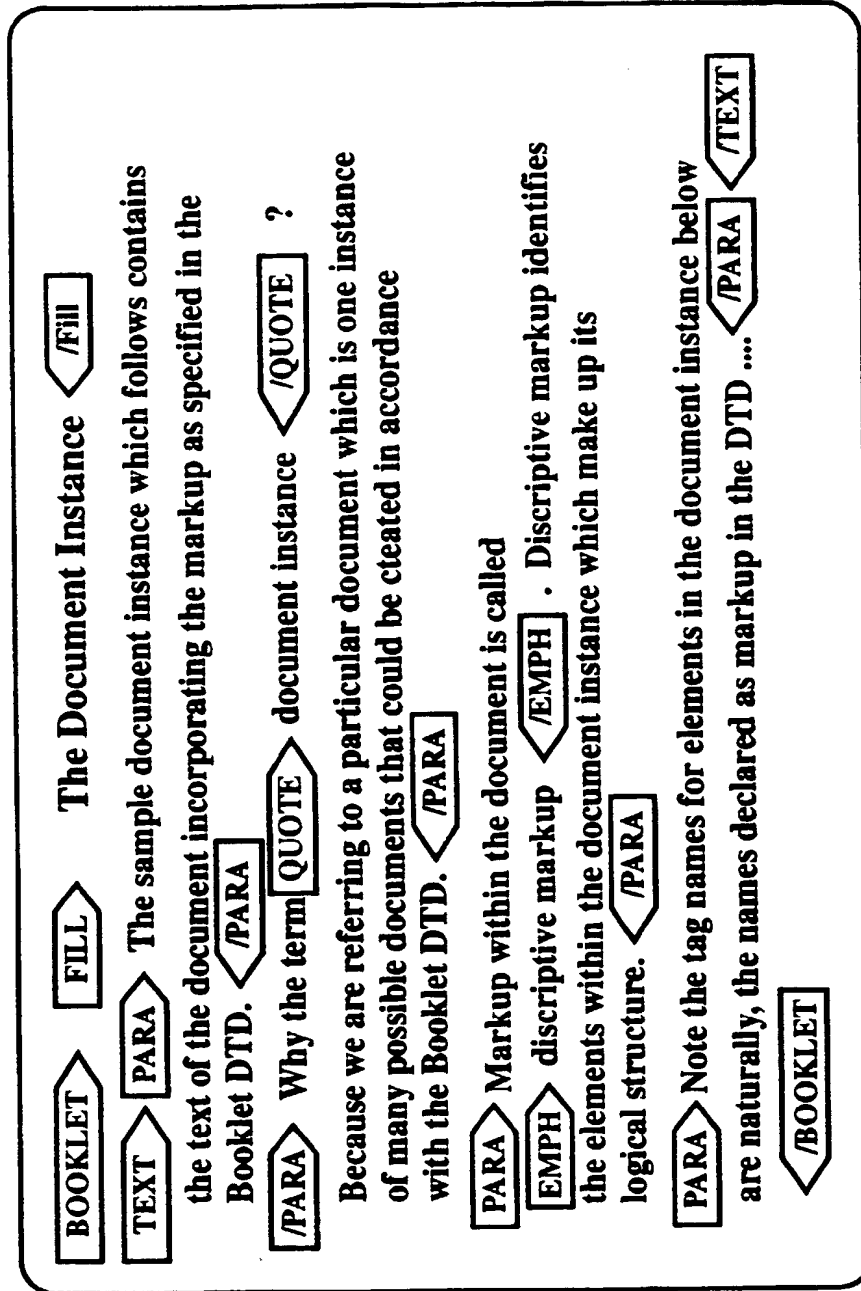 BOOKLET FILL The Document Instance /Fill
TEXT PARA The sample document instance which follows contains
the text of the document incorporating the markup as specified in the
Booklet DTD. /PARA
/PARA Why the term QUOTE document instance /QUOTE ?
Because we are referring to a particular document which is one instance
of many possible documents that could be cteated in accordance
with the Booklet DTD. /PARA
PARA Markup within the document is called
EMPH discriptive markup /EMPH . Discriptive markup identifies
the elements within the document instance which make up its
logical structure. /PARA
PARA Note the tag names for elements in the document instance below
are naturally, the names declared as markup in the DTD .... /PARA /TEXT
/BOOKLET